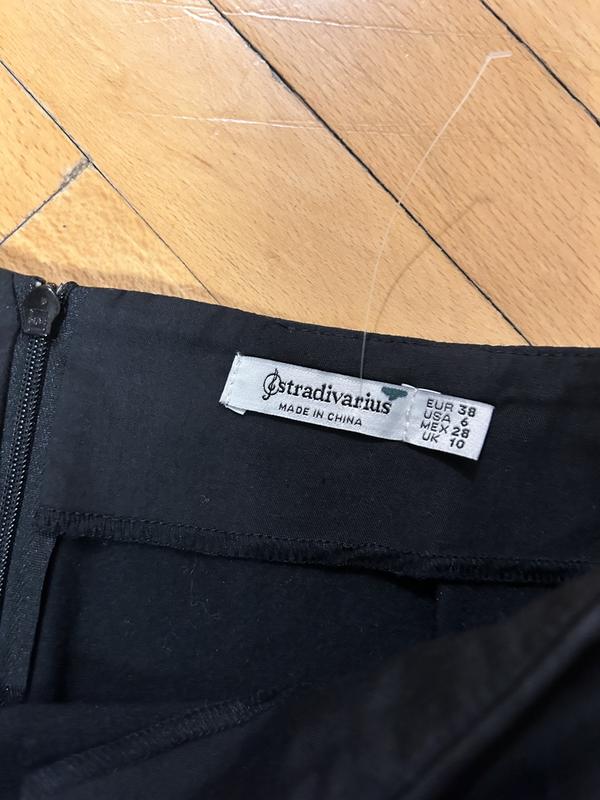 stradivarius
MADE IN CHINA
EUR 38
USA 6
MEX 28
UK 10